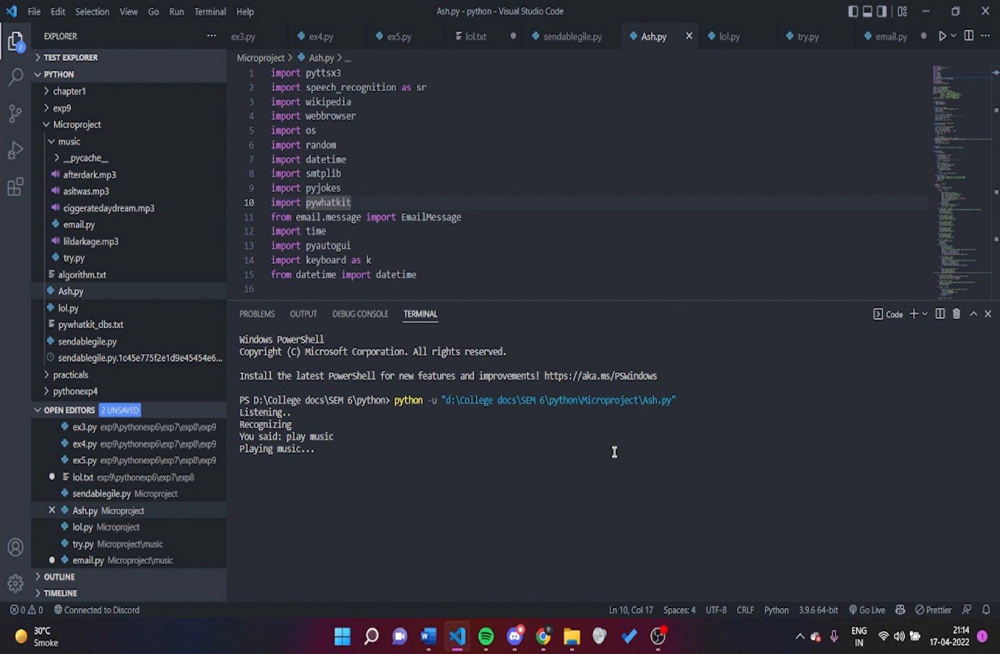 File Edit Selection View Go Run Terminal Help
Ash.py - python - Visual Studio Code
EXPLORER
ex3.py
ex4.py
ex5.py
lol.txt
sendablegile.py
Ash.py
lol.py
try.py
email.py
2
TEST EXPLORER
PYTHON
chapter1
exp9
Microproject
music
__pycache__
afterdark.mp3
asitwas.mp3
ciggeratedaydream.mp3
email.py
lildarkage.mp3
try.py
algorithm.txt
Ash.py
lol.py
pywhatkit_dbs.txt
sendablegile.py
sendablegile.py.1c45e775f2e1d9e45454e6...
practicals
pythonexp4
OPEN EDITORS 2 UNSAVED
ex3.py exp9\pythonexp6\exp7\exp8\exp9
ex4.py exp9\pythonexp6\exp7\exp8\exp9
ex5.py exp9\pythonexp6\exp7\exp8\exp9
lol.txt exp9\pythonexp6\exp7\exp8
sendablegile.py Microproject
Ash.py Microproject
lol.py Microproject
try.py Microproject\music
email.py Microproject\music
OUTLINE
TIMELINE
Microproject > Ash.py > ...
1 import pyttsx3
2 import speech_recognition as sr
3 import wikipedia
4 import webbrowser
5 import os
6 import random
7 import datetime
8 import smtplib
9 import pyjokes
10 import pywhatkit
11 from email.message import EmailMessage
12 import time
13 import pyautogui
14 import keyboard as k
15 from datetime import datetime
16
PROBLEMS OUTPUT DEBUG CONSOLE TERMINAL
Code
Windows PowerShell
Copyright (C) Microsoft Corporation. All rights reserved.
Install the latest PowerShell for new features and improvements! https://aka.ms/PSWindows
PS D:\College docs\SEM 6\python> python -u "d:\College docs\SEM 6\python\Microproject\Ash.py"
Listening..
Recognizing
You said: play music
Playing music...
0 0 Connected to Discord
Ln 10, Col 17 Spaces: 4 UTF-8 CRLF Python 3.9.6 64-bit Go Live Prettier
30°C
Smoke
ENG
IN
21:14
17-04-2022
1